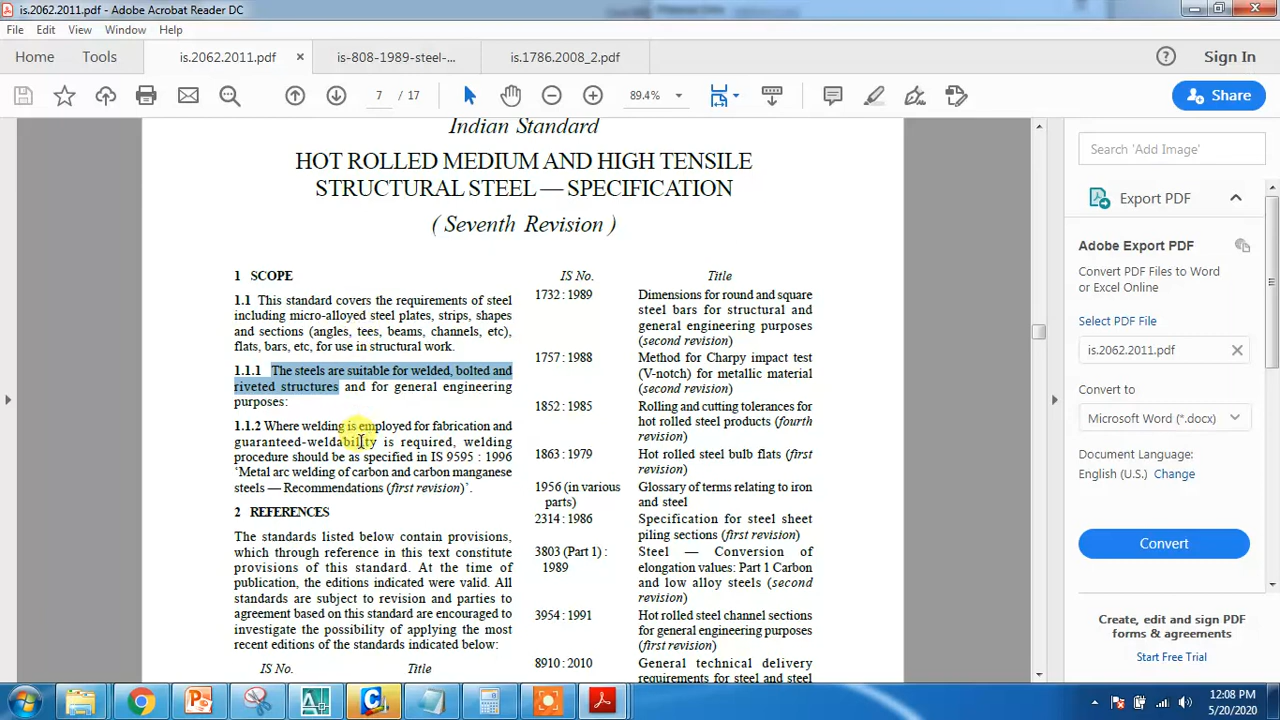 is.2062.2011.pdf - Adobe Acrobat Reader DC
File Edit View Window Help
Home Tools is.2062.2011.pdf × is-808-1989-steel-... is.1786.2008_2.pdf Sign In
7 / 17 89.4% Share
Indian Standard
HOT ROLLED MEDIUM AND HIGH TENSILE
STRUCTURAL STEEL — SPECIFICATION
( Seventh Revision )
1 SCOPE
1.1 This standard covers the requirements of steel
including micro-alloyed steel plates, strips, shapes
and sections (angles, tees, beams, channels, etc),
flats, bars, etc, for use in structural work.
1.1.1 The steels are suitable for welded, bolted and
riveted structures and for general engineering
purposes:
1.1.2 Where welding is employed for fabrication and
guaranteed-weldability is required, welding
procedure should be as specified in IS 9595 : 1996
'Metal arc welding of carbon and carbon manganese
steels — Recommendations (first revision)'.
2 REFERENCES
The standards listed below contain provisions,
which through reference in this text constitute
provisions of this standard. At the time of
publication, the editions indicated were valid. All
standards are subject to revision and parties to
agreement based on this standard are encouraged to
investigate the possibility of applying the most
recent editions of the standards indicated below:
IS No. Title
IS No. Title
1732 : 1989 Dimensions for round and square
steel bars for structural and
general engineering purposes
(second revision)
1757 : 1988 Method for Charpy impact test
(V-notch) for metallic material
(second revision)
1852 : 1985 Rolling and cutting tolerances for
hot rolled steel products (fourth
revision)
1863 : 1979 Hot rolled steel bulb flats (first
revision)
1956 (in various Glossary of terms relating to iron
parts) and steel
2314 : 1986 Specification for steel sheet
piling sections (first revision)
3803 (Part 1) : Steel — Conversion of
1989 elongation values: Part 1 Carbon
and low alloy steels (second
revision)
3954 : 1991 Hot rolled steel channel sections
for general engineering purposes
(first revision)
8910 : 2010 General technical delivery
requirements for steel and steel
Search 'Add Image'
Export PDF
Adobe Export PDF
Convert PDF Files to Word
or Excel Online
Select PDF File
is.2062.2011.pdf ×
Convert to
Microsoft Word (*.docx)
Document Language:
English (U.S.) Change
Convert
Create, edit and sign PDF
forms & agreements
Start Free Trial
12:08 PM
5/20/2020